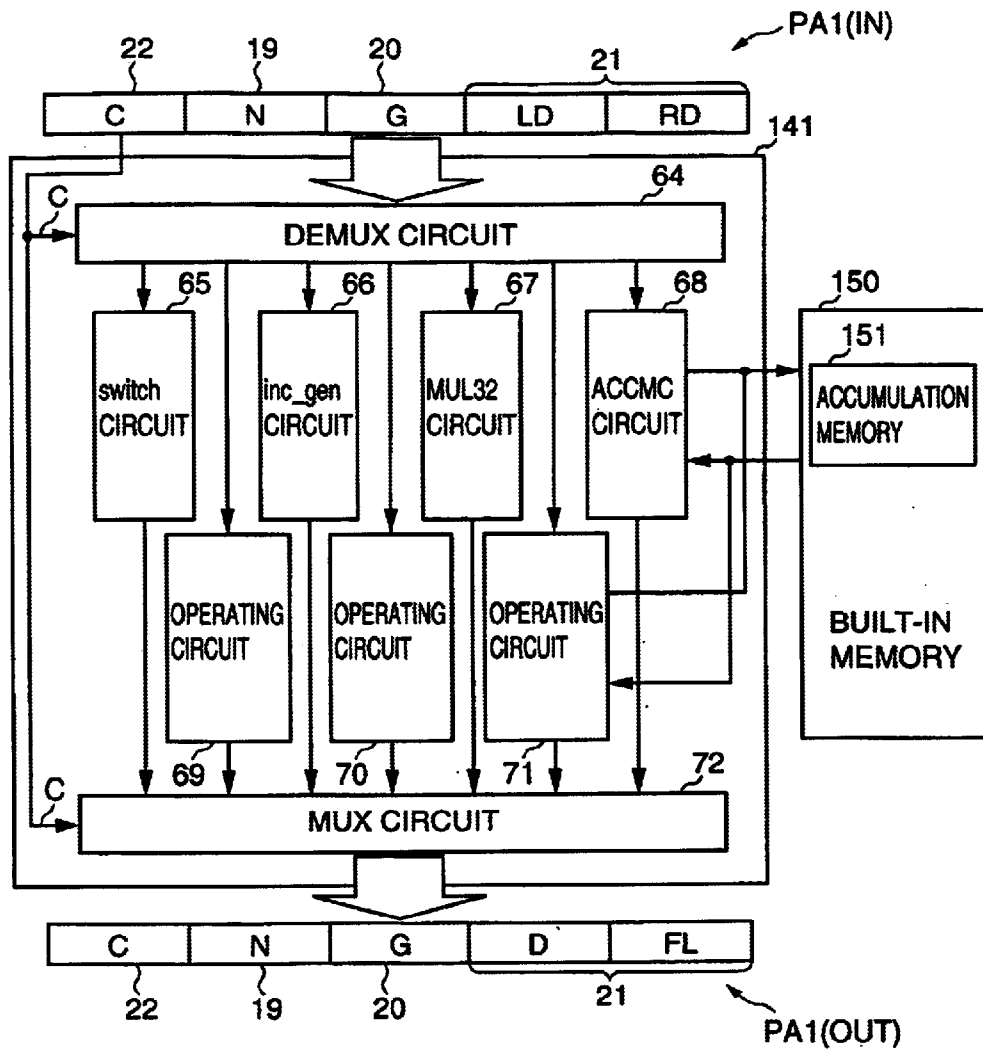 PA1(IN)
22 19 20 21
C N G LD RD
141
64
C
DEMUX CIRCUIT
65 66 67 68
150
151
switch
CIRCUIT
inc_gen
CIRCUIT
MUL32
CIRCUIT
ACCMC
CIRCUIT
ACCUMULATION
MEMORY
OPERATING
CIRCUIT
OPERATING
CIRCUIT
OPERATING
CIRCUIT
BUILT-IN
MEMORY
69 70 71 72
C
MUX CIRCUIT
C N G D FL
22 19 20 21
PA1(OUT)